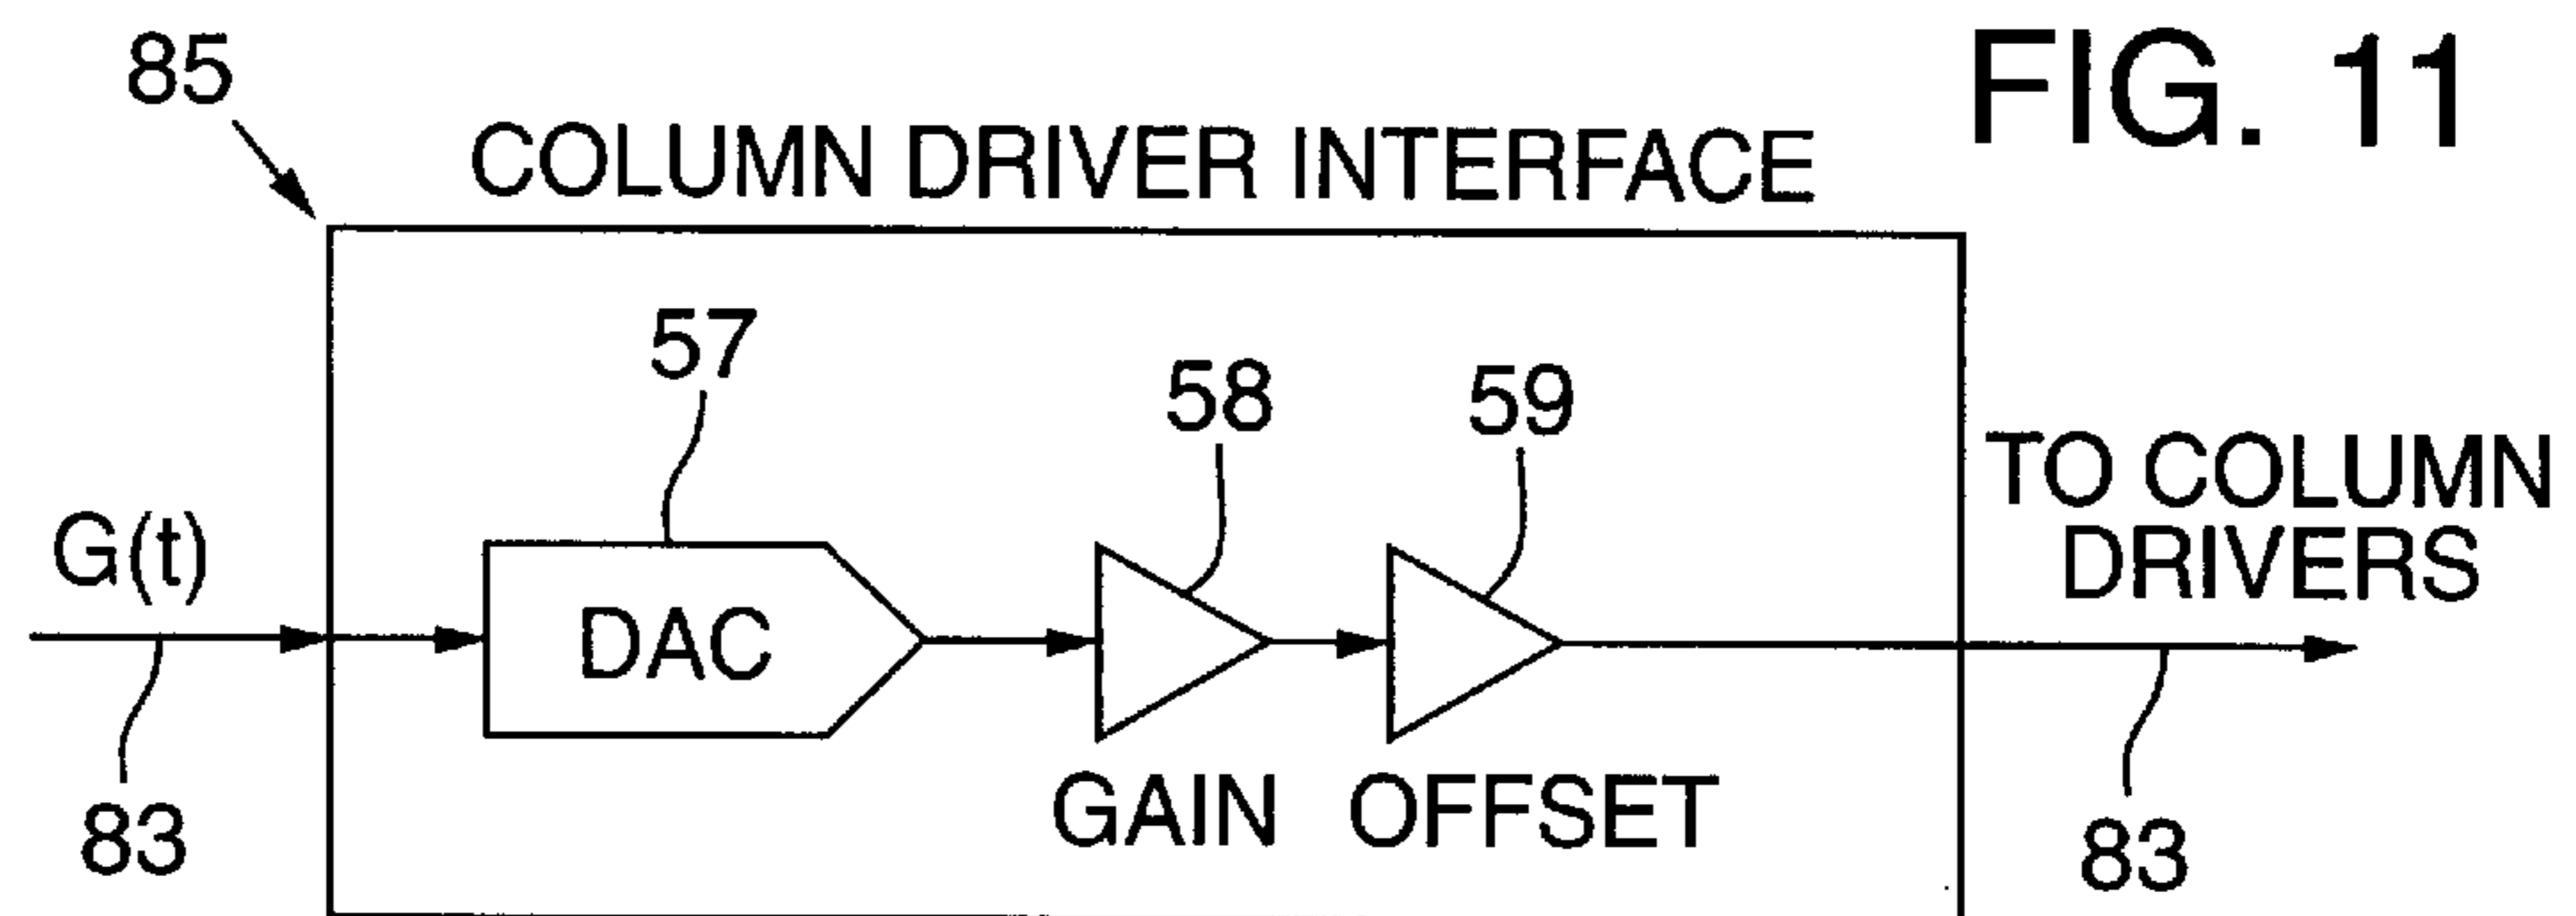 FIG. 11
85
COLUMN DRIVER INTERFACE
57
58
59
G(t)
DAC
TO COLUMN
DRIVERS
83
GAIN
OFFSET
83